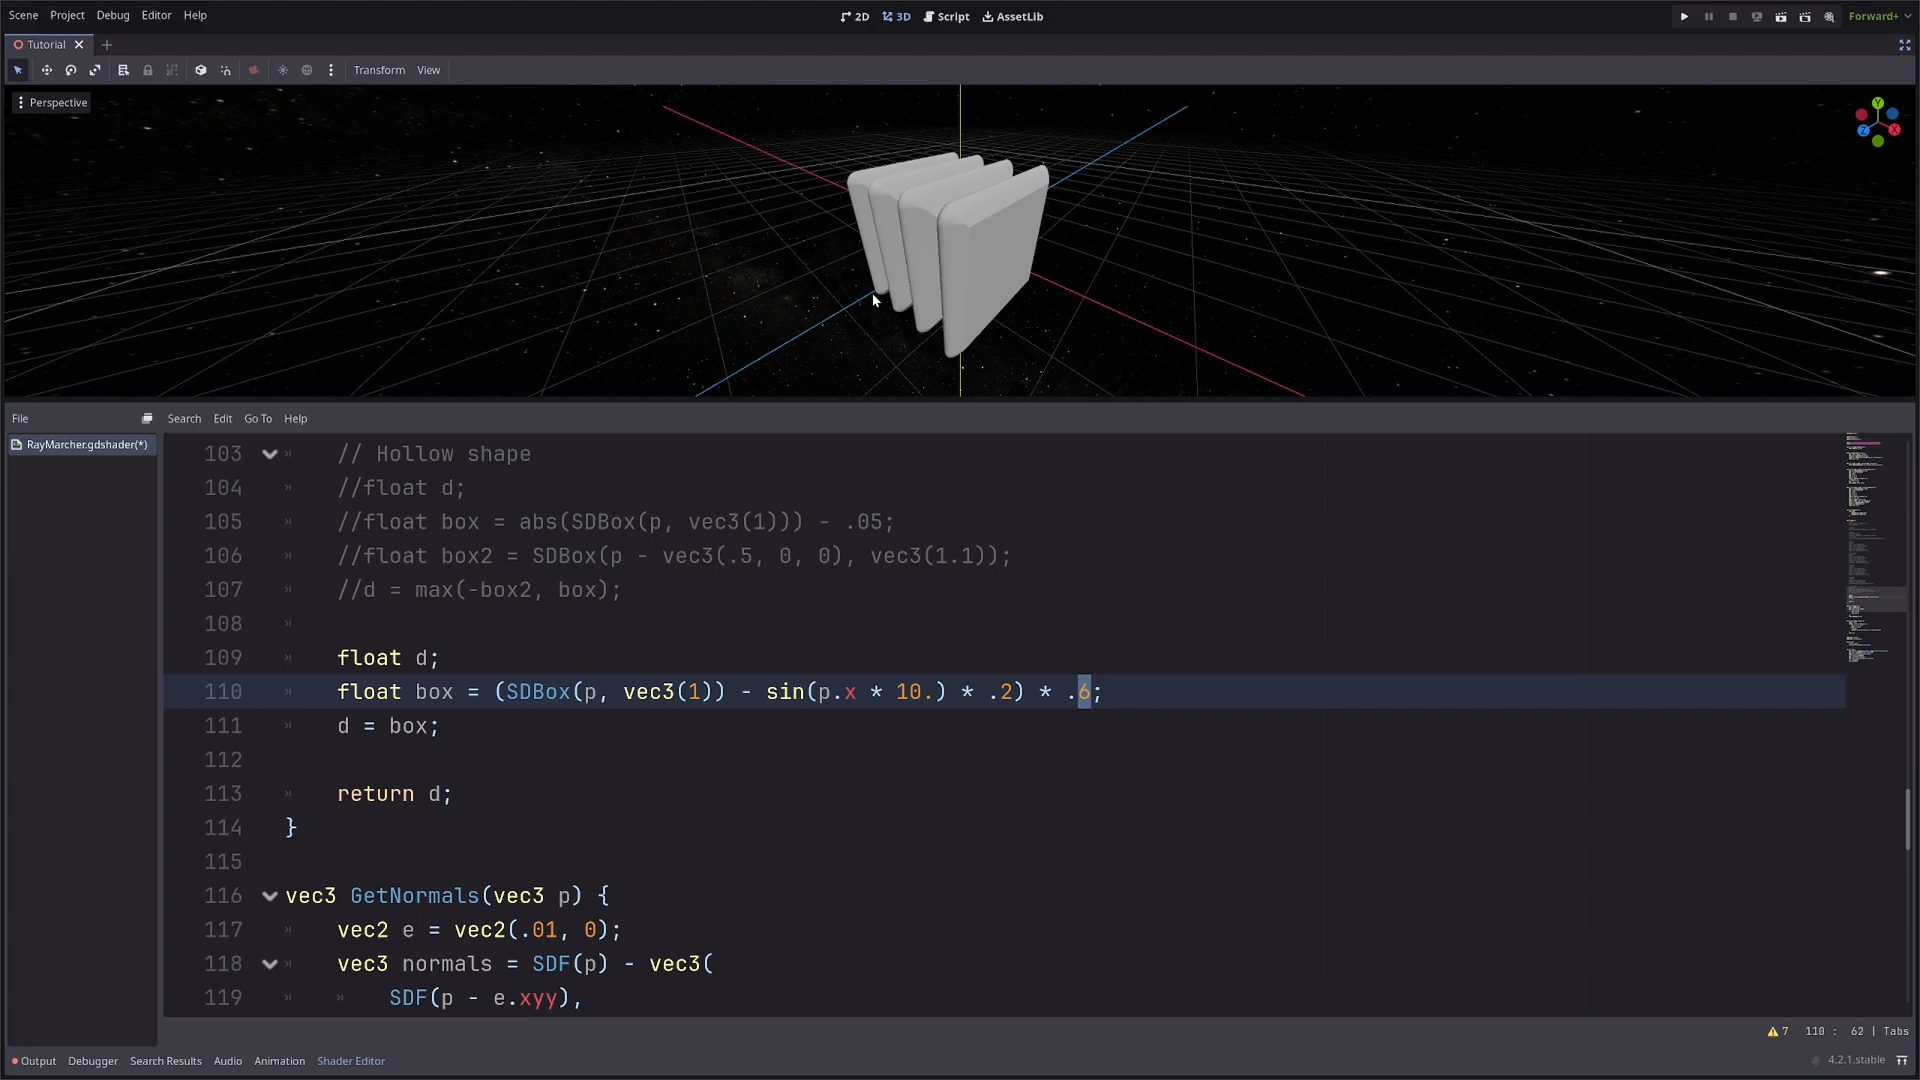 Scene Project Debug Editor Help
2D 3D Script AssetLib
Forward+
Tutorial
Transform View
Perspective
Y
X
Z
File
Search Edit Go To Help
RayMarcher.gdshader(*)
103 // Hollow shape
104 //float d;
105 //float box = abs(SDBox(p, vec3(1))) - .05;
106 //float box2 = SDBox(p - vec3(.5, 0, 0), vec3(1.1));
107 //d = max(-box2, box);
108
109 float d;
110 float box = (SDBox(p, vec3(1)) - sin(p.x * 10.) * .2) * .6;
111 d = box;
112
113 return d;
114 }
115
116 vec3 GetNormals(vec3 p) {
117 vec2 e = vec2(.01, 0);
118 vec3 normals = SDF(p) - vec3(
119 SDF(p - e.xyy),
7 110 : 62 | Tabs
Output Debugger Search Results Audio Animation Shader Editor
4.2.1.stable